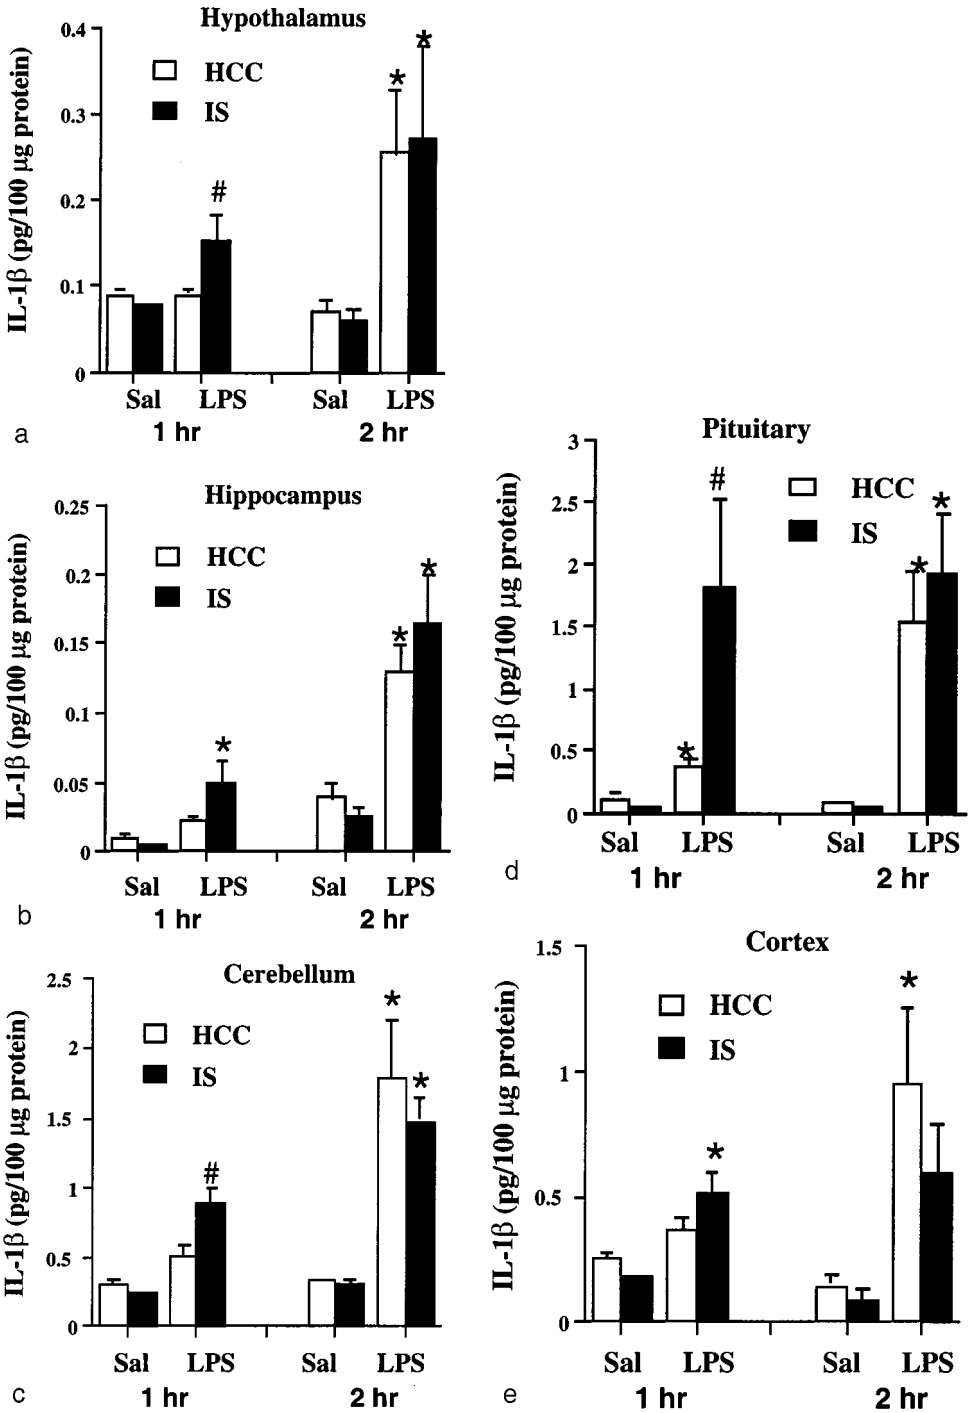 Hypothalamus
IL-1β (pg/100 µg protein)
0.4
0.3
0.2
0.1
0
HCC
IS
#
*
*
Sal LPS Sal LPS
1 hr 2 hr
a
Hippocampus
IL-1β (pg/100 µg protein)
0.25
0.2
0.15
0.1
0.05
0
HCC
IS
*
*
*
Sal LPS Sal LPS
1 hr 2 hr
b
Cerebellum
IL-1β (pg/100 µg protein)
2.5
2
1.5
1
0.5
0
HCC
IS
#
*
*
Sal LPS Sal LPS
1 hr 2 hr
c
Pituitary
IL-1β (pg/100 µg protein)
3
2.5
2
1.5
1
0.5
0
HCC
IS
*
#
*
*
Sal LPS Sal LPS
1 hr 2 hr
d
Cortex
IL-1β (pg/100 µg protein)
1.5
1
0.5
0
HCC
IS
*
*
Sal LPS Sal LPS
1 hr 2 hr
e